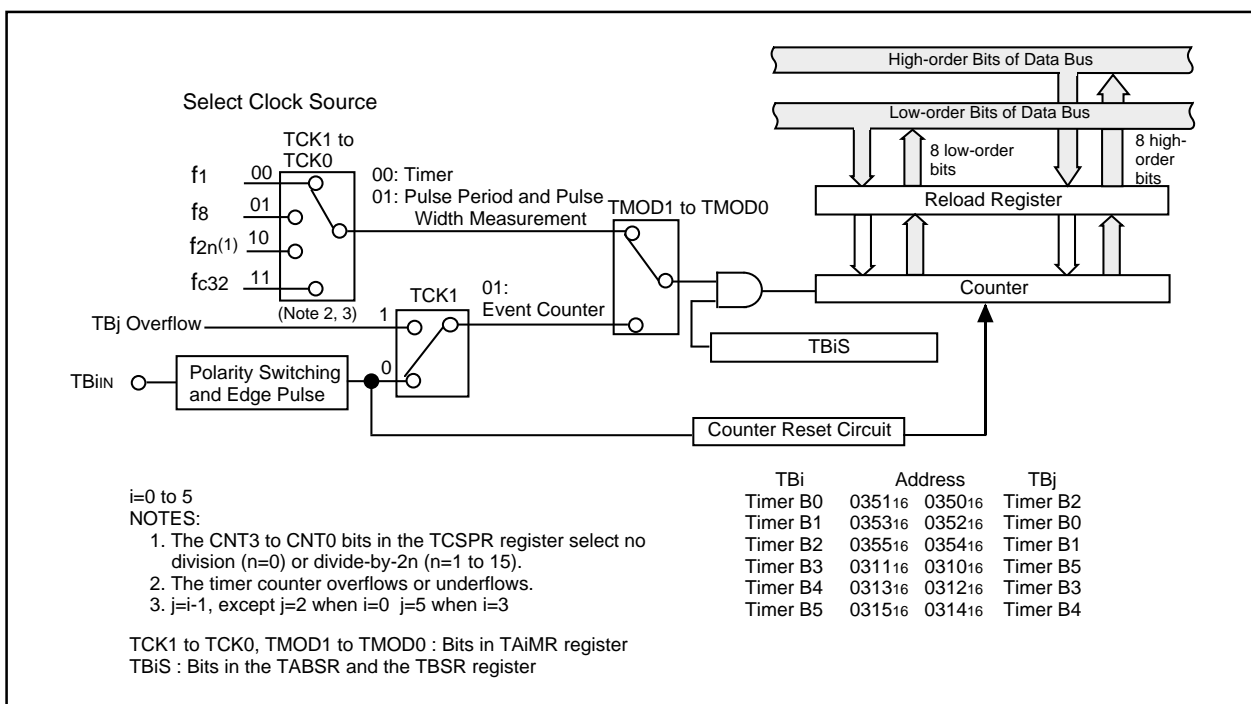 High-order Bits of Data Bus
Select Clock Source
Low-order Bits of Data Bus
TCK1 to
TCK0
8 low-order
bits
8 high-
order
bits
f1 00
f8 01
f2n(1) 10
fc32 11
00: Timer
01: Pulse Period and Pulse
Width Measurement
TMOD1 to TMOD0
Reload Register
(Note 2, 3)
TCK1
01:
Event Counter
Counter
TBj Overflow 1
TBiS
TBiIN
Polarity Switching
and Edge Pulse
0
Counter Reset Circuit
i=0 to 5
NOTES:
1. The CNT3 to CNT0 bits in the TCSPR register select no
division (n=0) or divide-by-2n (n=1 to 15).
2. The timer counter overflows or underflows.
3. j=i-1, except j=2 when i=0 j=5 when i=3
TCK1 to TCK0, TMOD1 to TMOD0 : Bits in TAiMR register
TBiS : Bits in the TABSR and the TBSR register
TBi Address TBj
Timer B0 035116 035016 Timer B2
Timer B1 035316 035216 Timer B0
Timer B2 035516 035416 Timer B1
Timer B3 031116 031016 Timer B5
Timer B4 031316 031216 Timer B3
Timer B5 031516 031416 Timer B4